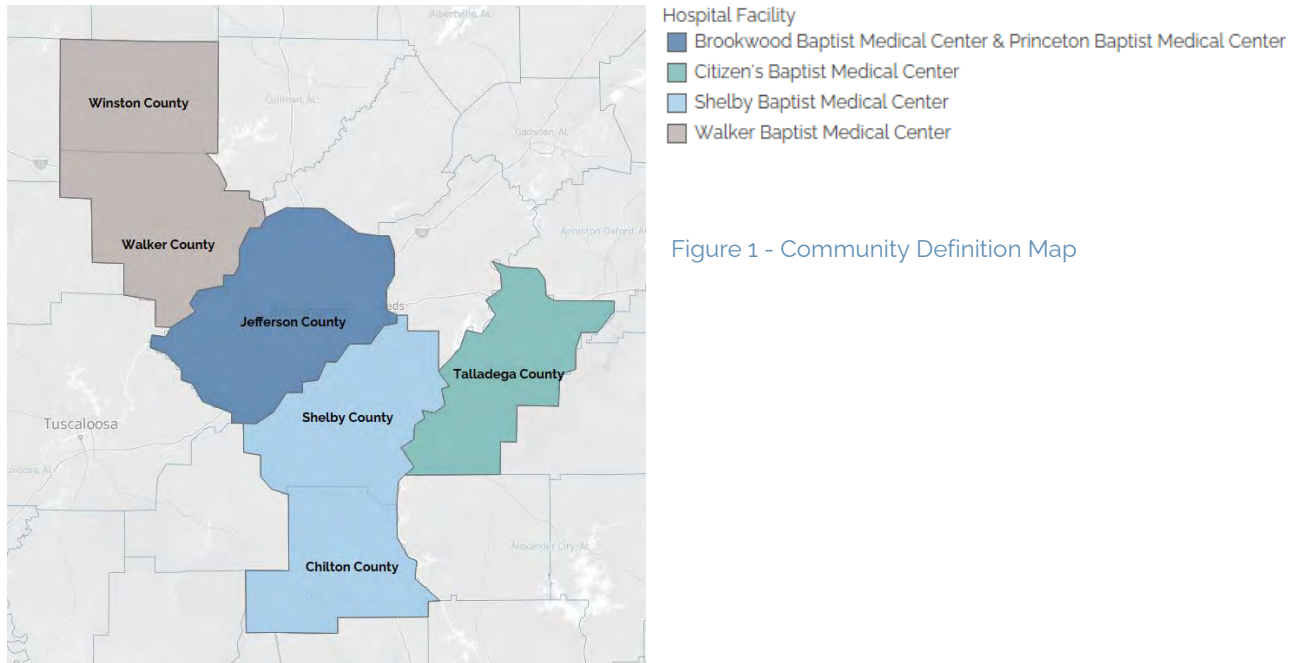 Hospital Facility
Brookwood Baptist Medical Center & Princeton Baptist Medical Center
Citizen's Baptist Medical Center
Shelby Baptist Medical Center
Walker Baptist Medical Center
Figure 1 - Community Definition Map
Albertville, AL
Winston County
Cullman, AL
Gadsden, AL
Walker County
Anniston-Oxford, A
eds
Jefferson County
Talladega County
Shelby County
Tuscaloosa
caloosa, AL
Alexander City, AL
Chilton County